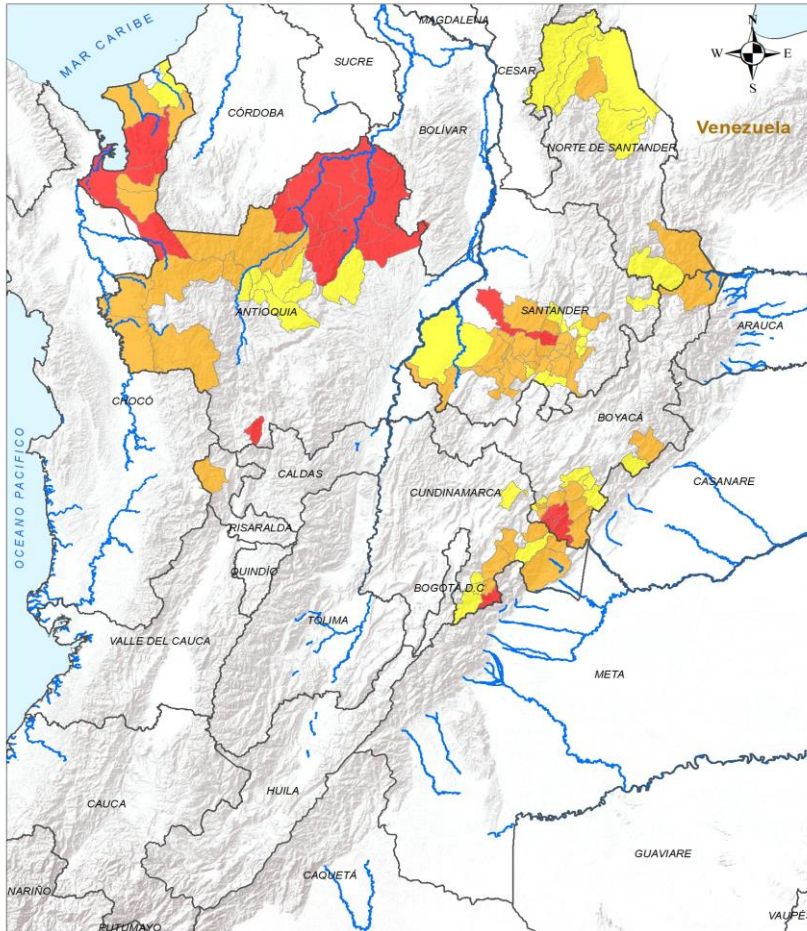 MAGDALENA
MAR CARIBE
SUCRE
N
W E
S
CESAR
CÓRDOBA
BOLÍVAR
Venezuela
NORTE DE SANTANDER
SANTANDER
ANTIOQUIA
ARAUCA
CHOCÓ
BOYACÁ
OCEANO PACIFICO
CALDAS
CUNDINAMARCA
CASANARE
RISARALDA
QUINDÍO
BOGOTÁ D.C
TOLIMA
VALLE DEL CAUCA
META
HUILA
CAUCA
GUAVIARE
CAQUETÁ
NARIÑO
PUTUMAYO
VAUPÉS